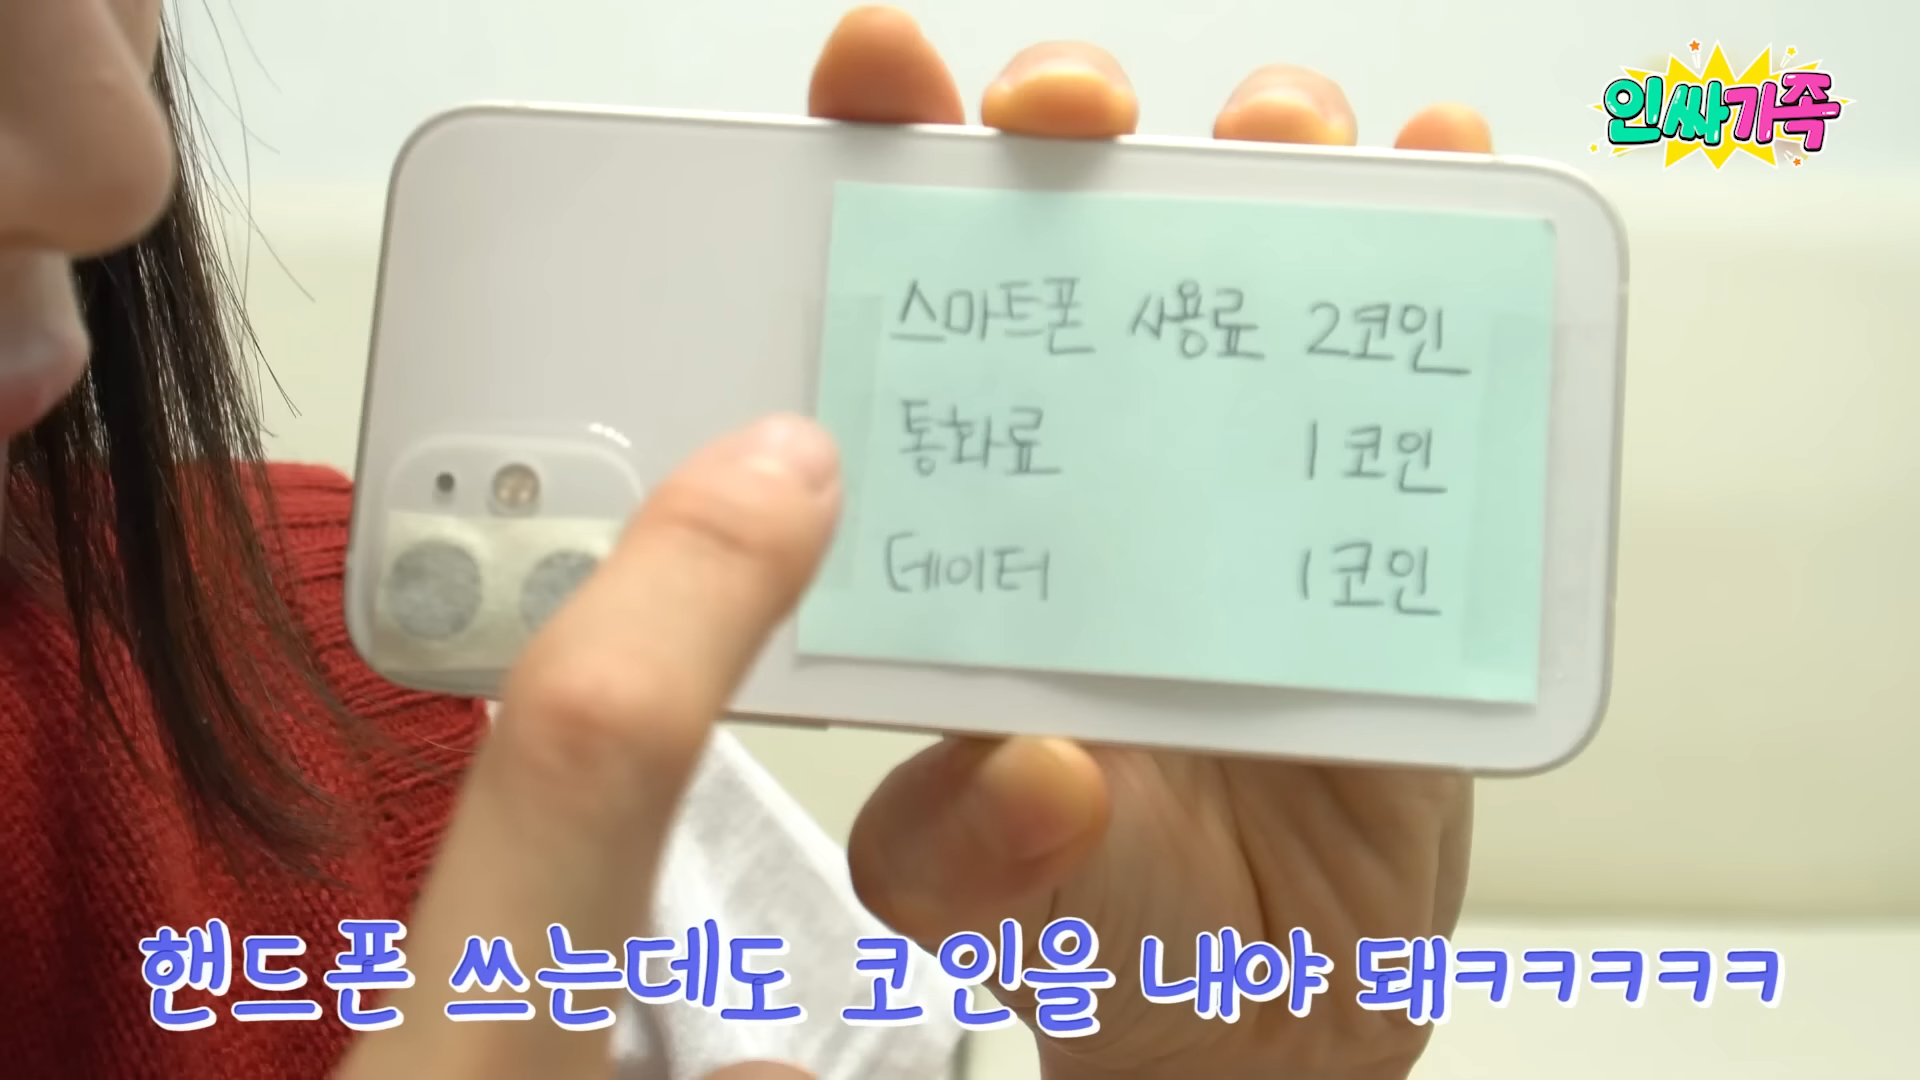 인싸가족
스마트폰 사용료 2코인
통화료 1코인
데이터 1코인
핸드폰 쓰는데도 코인을 내야 돼ㅋㅋㅋㅋㅋ